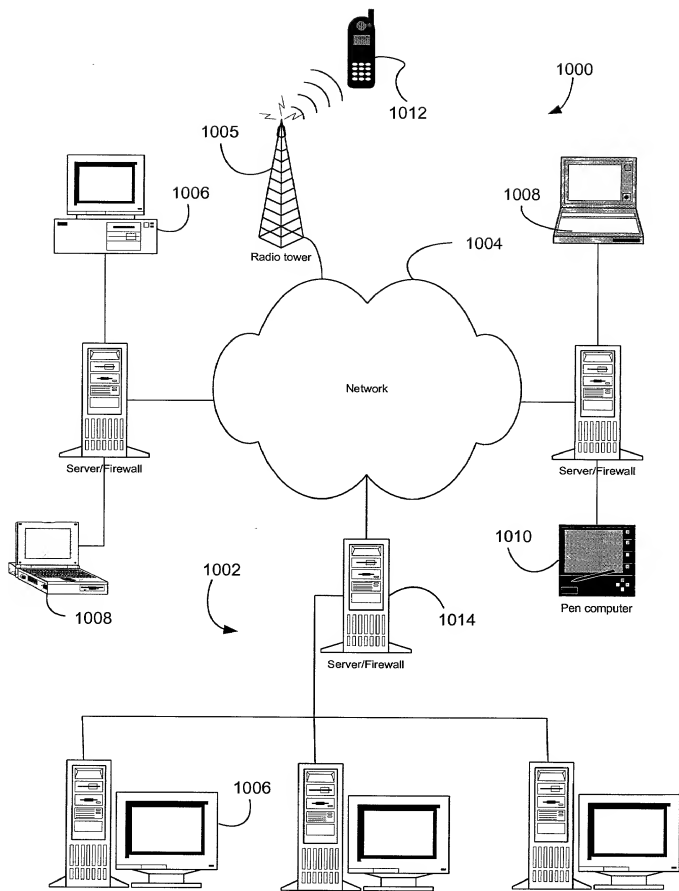 1012
1000
1005
1006
1008
Radio tower
1004
Network
Server/Firewall
Server/Firewall
1010
1008
1002
1014
Pen computer
Server/Firewall
1006